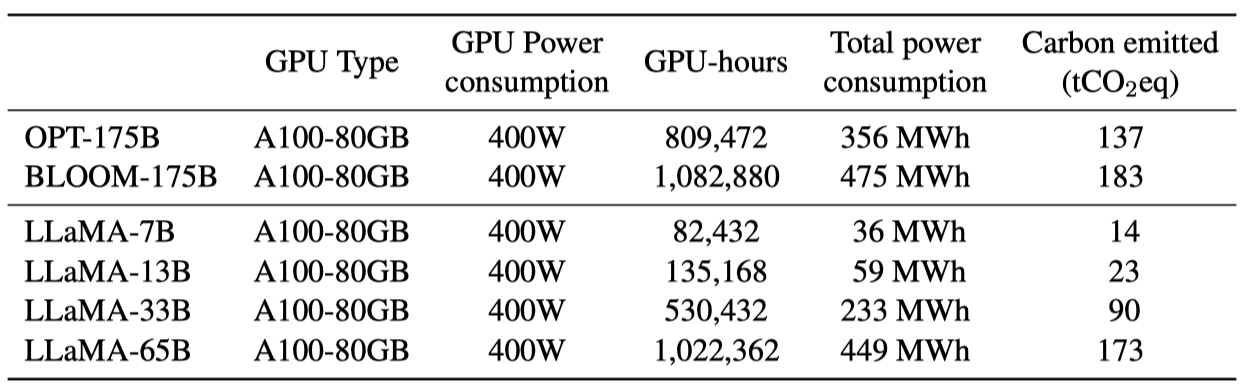 GPU Type GPU Power consumption GPU-hours Total power consumption Carbon emitted (tCO₂eq)
OPT-175B A100-80GB 400W 809,472 356 MWh 137
BLOOM-175B A100-80GB 400W 1,082,880 475 MWh 183
LLaMA-7B A100-80GB 400W 82,432 36 MWh 14
LLaMA-13B A100-80GB 400W 135,168 59 MWh 23
LLaMA-33B A100-80GB 400W 530,432 233 MWh 90
LLaMA-65B A100-80GB 400W 1,022,362 449 MWh 173